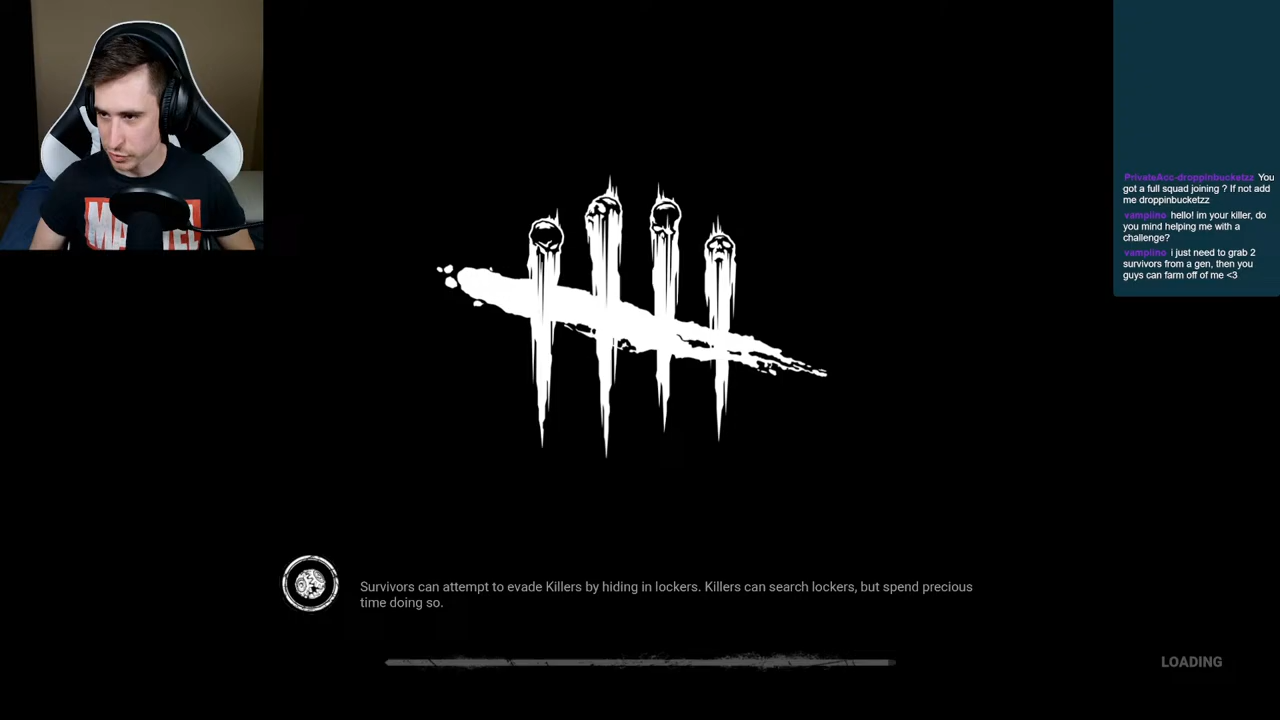 PrivateAcc-droppinbucketzz You
got a full squad joining ? If not add
me droppinbucketzz
vampiino hello! im your killer, do
you mind helping me with a
challenge?
vampiino i just need to grab 2
survivors from a gen, then you
guys can farm off of me <3
MARVEL
Survivors can attempt to evade Killers by hiding in lockers. Killers can search lockers, but spend precious
time doing so.
LOADING